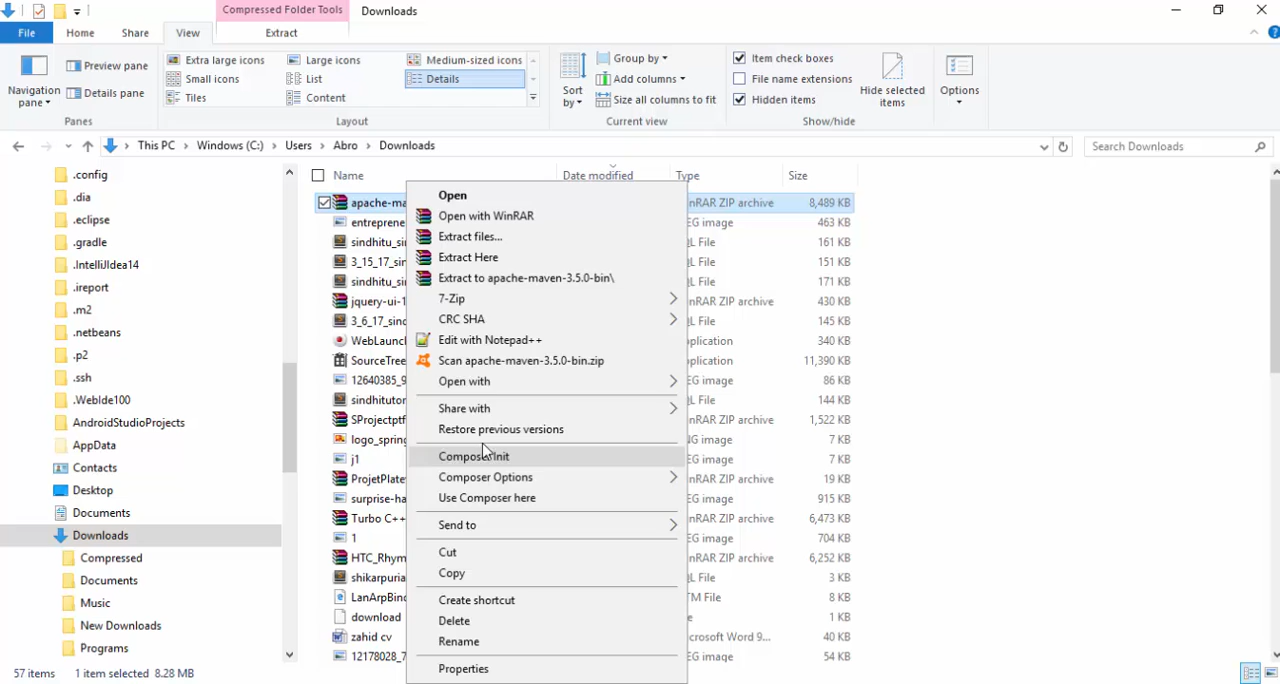 Compressed Folder Tools
Downloads
File
Home
Share
View
Extract
Navigation pane
Preview pane
Details pane
Panes
Extra large icons
Large icons
Medium-sized icons
Small icons
List
Details
Tiles
Content
Layout
Sort by
Group by
Add columns
Size all columns to fit
Current view
Item check boxes
File name extensions
Hidden items
Hide selected items
Show/hide
Options
This PC
Windows (C:)
Users
Abro
Downloads
Search Downloads
.config
.dia
.eclipse
.gradle
.IntelliJIdea14
.ireport
.m2
.netbeans
.p2
.ssh
.WebIde100
AndroidStudioProjects
AppData
Contacts
Desktop
Documents
Downloads
Compressed
Documents
Music
New Downloads
Programs
Name
Date modified
Type
Size
apache-ma
nRAR ZIP archive
8,489 KB
entreprene
EG image
463 KB
sindhitu_si
QL File
161 KB
3_15_17_sin
QL File
151 KB
sindhitu_si
QL File
171 KB
jquery-ui-1
nRAR ZIP archive
430 KB
3_6_17_sind
QL File
145 KB
WebLaunc
plication
340 KB
SourceTree
plication
11,390 KB
12640385_9
EG image
86 KB
sindhitutor
QL File
144 KB
SProjectptf
nRAR ZIP archive
1,522 KB
logo_spring
NG image
7 KB
j1
EG image
7 KB
ProjetPlate
nRAR ZIP archive
19 KB
surprise-ha
EG image
915 KB
Turbo C++
nRAR ZIP archive
6,473 KB
1
EG image
704 KB
HTC_Rhym
nRAR ZIP archive
6,252 KB
shikarpuria
QL File
3 KB
LanArpBind
TM File
8 KB
download
e
1 KB
zahid cv
icrosoft Word 9...
40 KB
12178028_7
EG image
54 KB
Open
Open with WinRAR
Extract files...
Extract Here
Extract to apache-maven-3.5.0-bin\
7-Zip
CRC SHA
Edit with Notepad++
Scan apache-maven-3.5.0-bin.zip
Open with
Share with
Restore previous versions
Composer Init
Composer Options
Use Composer here
Send to
Cut
Copy
Create shortcut
Delete
Rename
Properties
57 items
1 item selected 8.28 MB